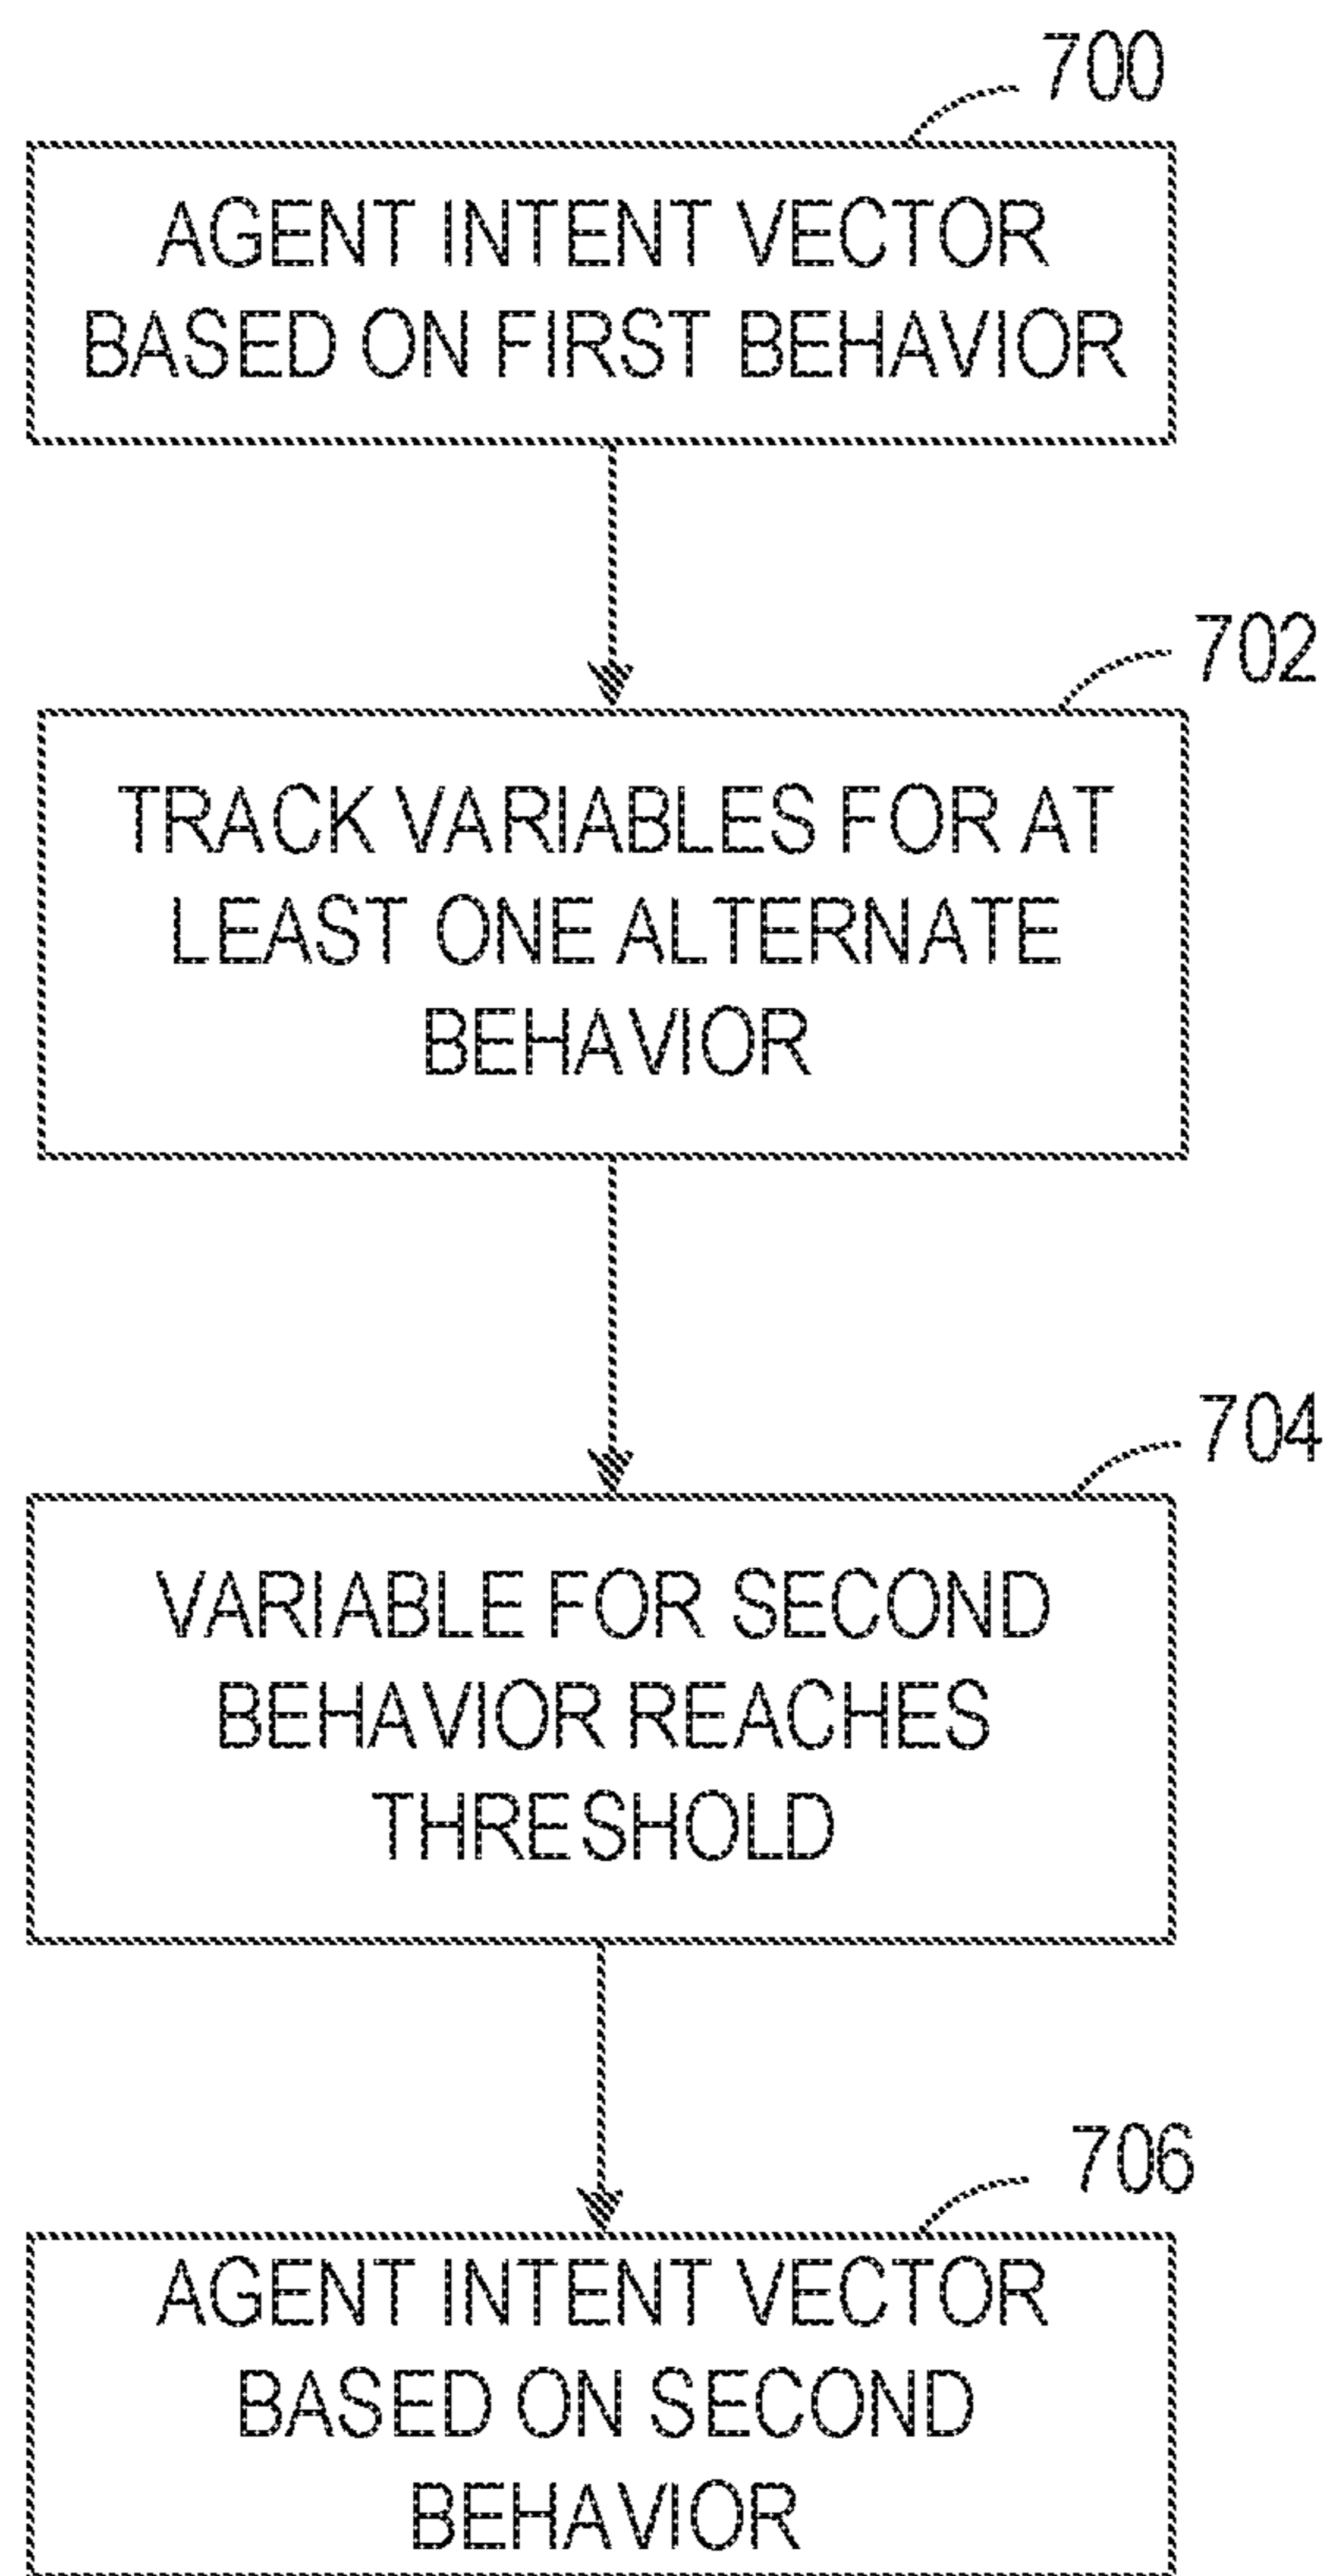 700
AGENT INTENT VECTOR
BASED ON FIRST BEHAVIOR
702
TRACK VARIABLES FOR AT
LEAST ONE ALTERNATE
BEHAVIOR
704
VARIABLE FOR SECOND
BEHAVIOR REACHES
THRESHOLD
706
AGENT INTENT VECTOR
BASED ON SECOND
BEHAVIOR